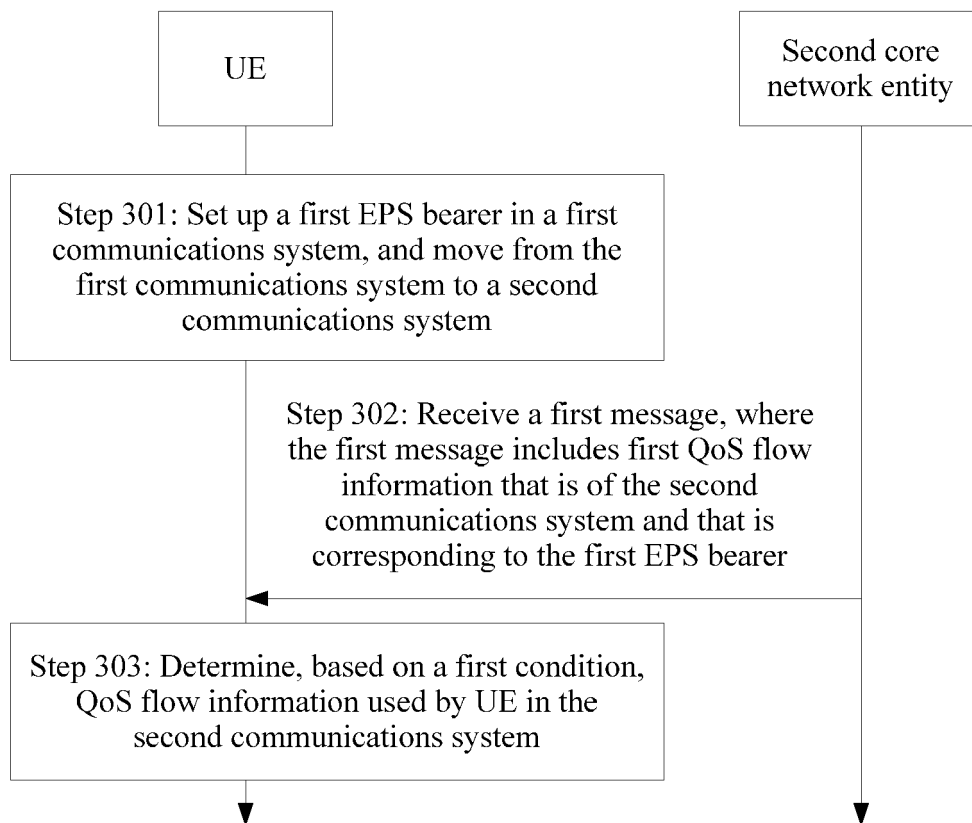 UE
Second core
network entity
Step 301: Set up a first EPS bearer in a first
communications system, and move from the
first communications system to a second
communications system
Step 302: Receive a first message, where
the first message includes first QoS flow
information that is of the second
communications system and that is
corresponding to the first EPS bearer
Step 303: Determine, based on a first condition,
QoS flow information used by UE in the
second communications system